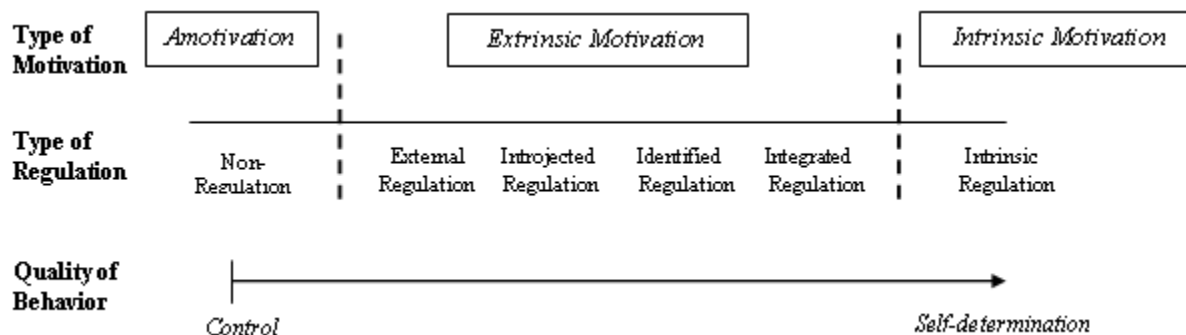 Type of Motivation
Amotivation
Extrinsic Motivation
Intrinsic Motivation
Type of Regulation
Non-Regulation
External Regulation
Introjected Regulation
Identified Regulation
Integrated Regulation
Intrinsic Regulation
Quality of Behavior
Control
Self-determination